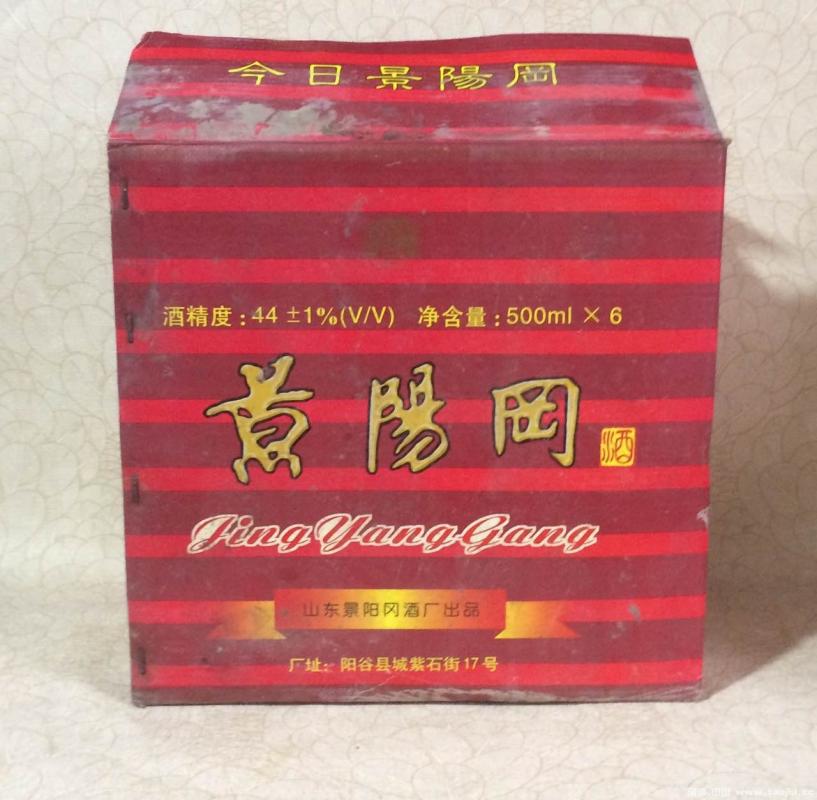 今日景陽岡
酒精度:44 ±1%(V/V) 净含量:500ml × 6
景陽岡
酒
Jing Yang Gang
山东景阳冈酒厂出品
厂址:阳谷县城紫石街17号